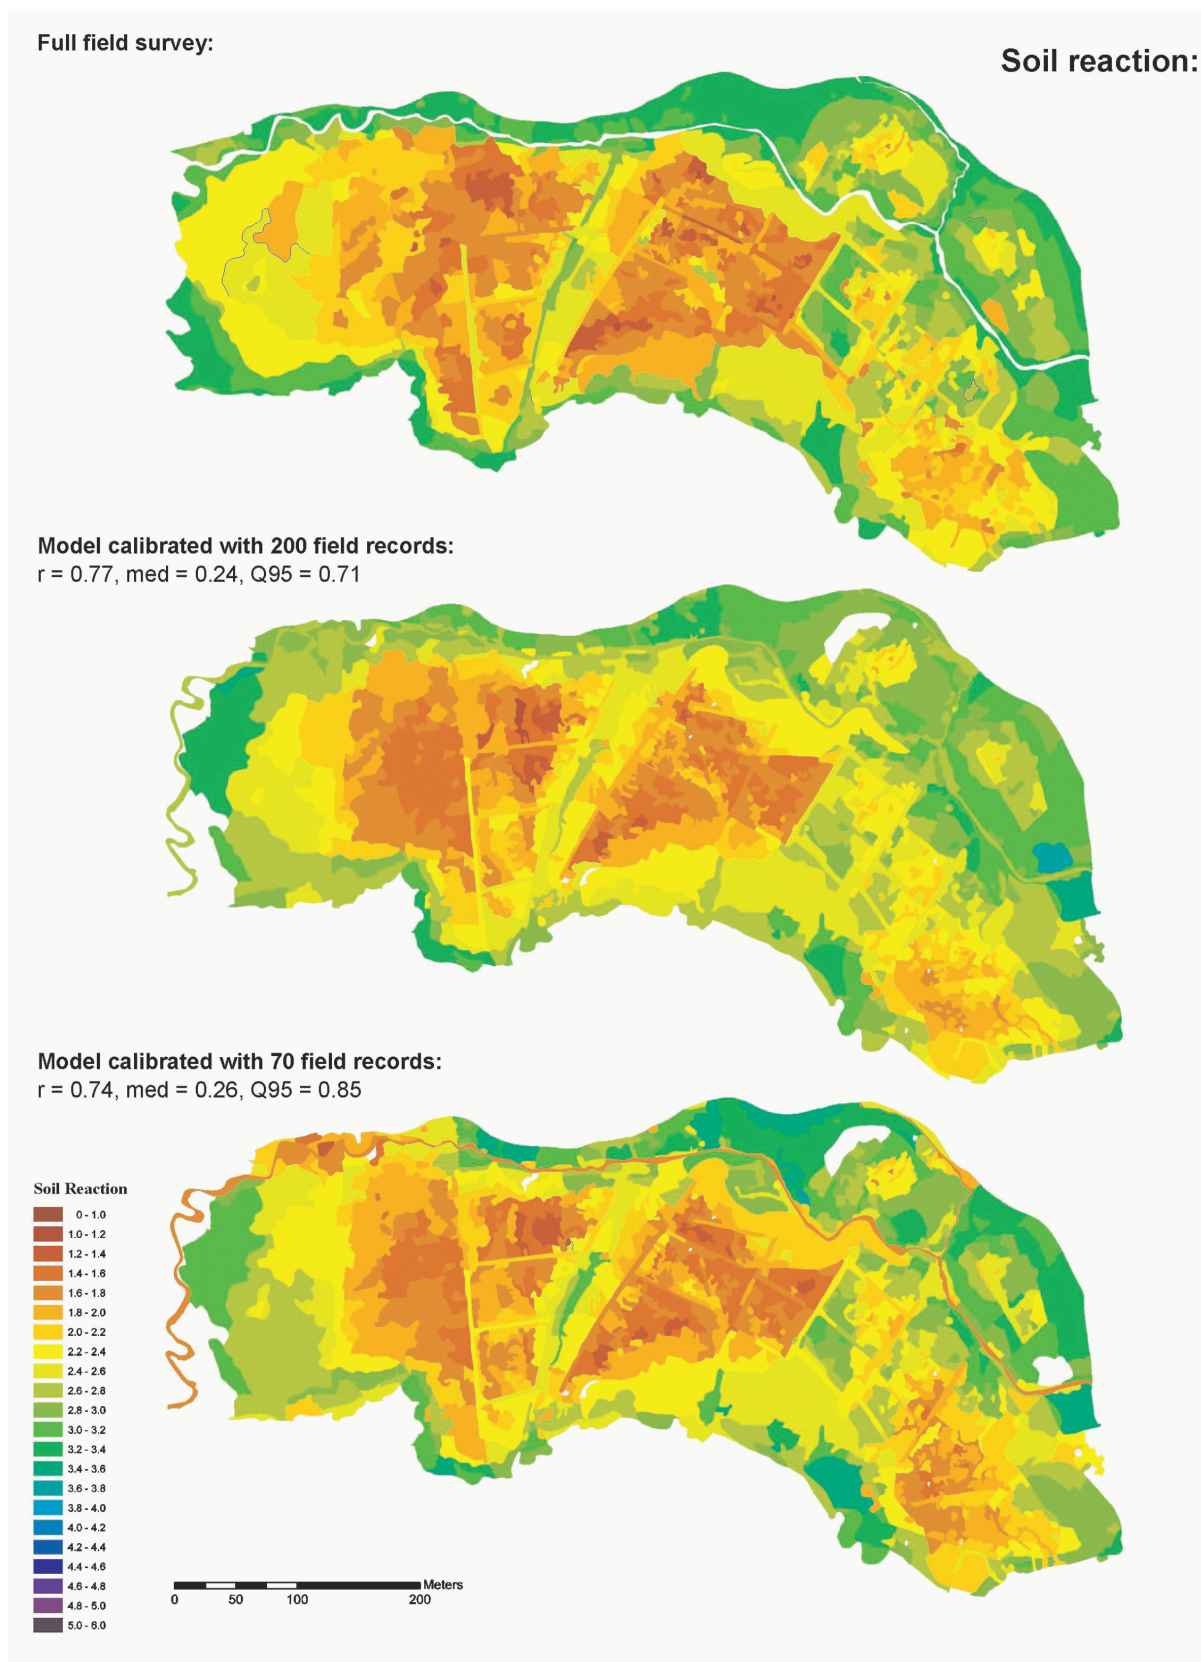 Full field survey:
Soil reaction:
Model calibrated with 200 field records:
r = 0.77, med = 0.24, Q95 = 0.71
Model calibrated with 70 field records:
r = 0.74, med = 0.26, Q95 = 0.85
Soil Reaction
0 - 1.0
1.0 - 1.2
1.2 - 1.4
1.4 - 1.6
1.6 - 1.8
1.8 - 2.0
2.0 - 2.2
2.2 - 2.4
2.4 - 2.6
2.6 - 2.8
2.8 - 3.0
3.0 - 3.2
3.2 - 3.4
3.4 - 3.6
3.6 - 3.8
3.8 - 4.0
4.0 - 4.2
4.2 - 4.4
4.4 - 4.6
4.6 - 4.8
4.8 - 5.0
5.0 - 6.0
Meters
0 50 100 200